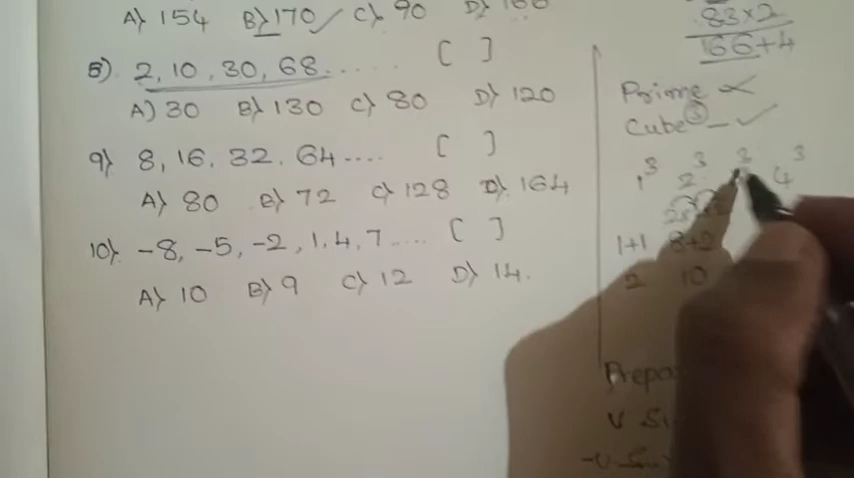 A) 154 B) 170 ✓ C) 90 D)
8) 2, 10, 30, 68..... [ ]
A) 30 B) 130 C) 80 D) 120
9) 8, 16, 32, 64.... [ ]
A) 80 B) 72 C) 128 D) 164
10) -8, -5, -2, 1, 4, 7.... [ ]
A) 10 B) 9 C) 12 D) 14.
83×2
166+4
Prime ×
Cube ③ - ✓
1³ 2³ ³ 4³
1+1 8+2
2 10